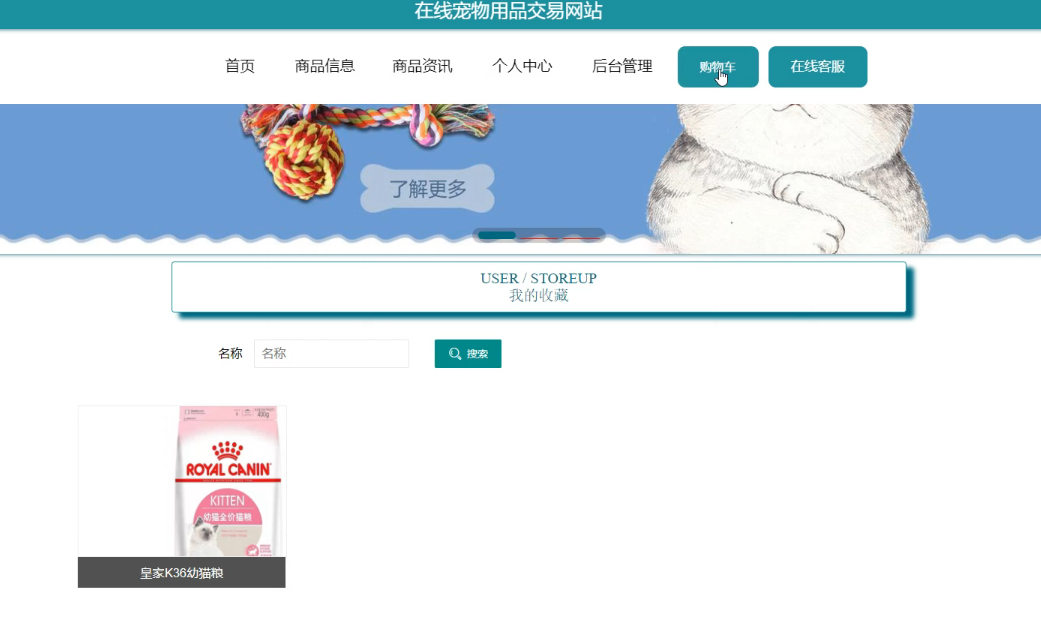 在线宠物用品交易网站
首页 商品信息 商品资讯 个人中心 后台管理 购物车 在线客服
了解更多
USER / STOREUP
我的收藏
名称 名称 搜索
400g
ROYAL CANIN
KITTEN
幼猫全价猫粮
皇家K36幼猫粮